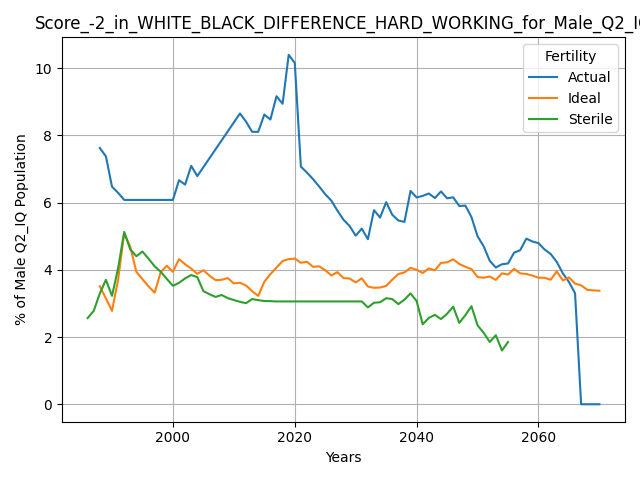 Score_-2_in_WHITE_BLACK_DIFFERENCE_HARD_WORKING_for_Male_Q2_IQ
Fertility
Actual
Ideal
Sterile
% of Male Q2_IQ Population
10
8
6
4
2
0
2000 2020 2040 2060
Years